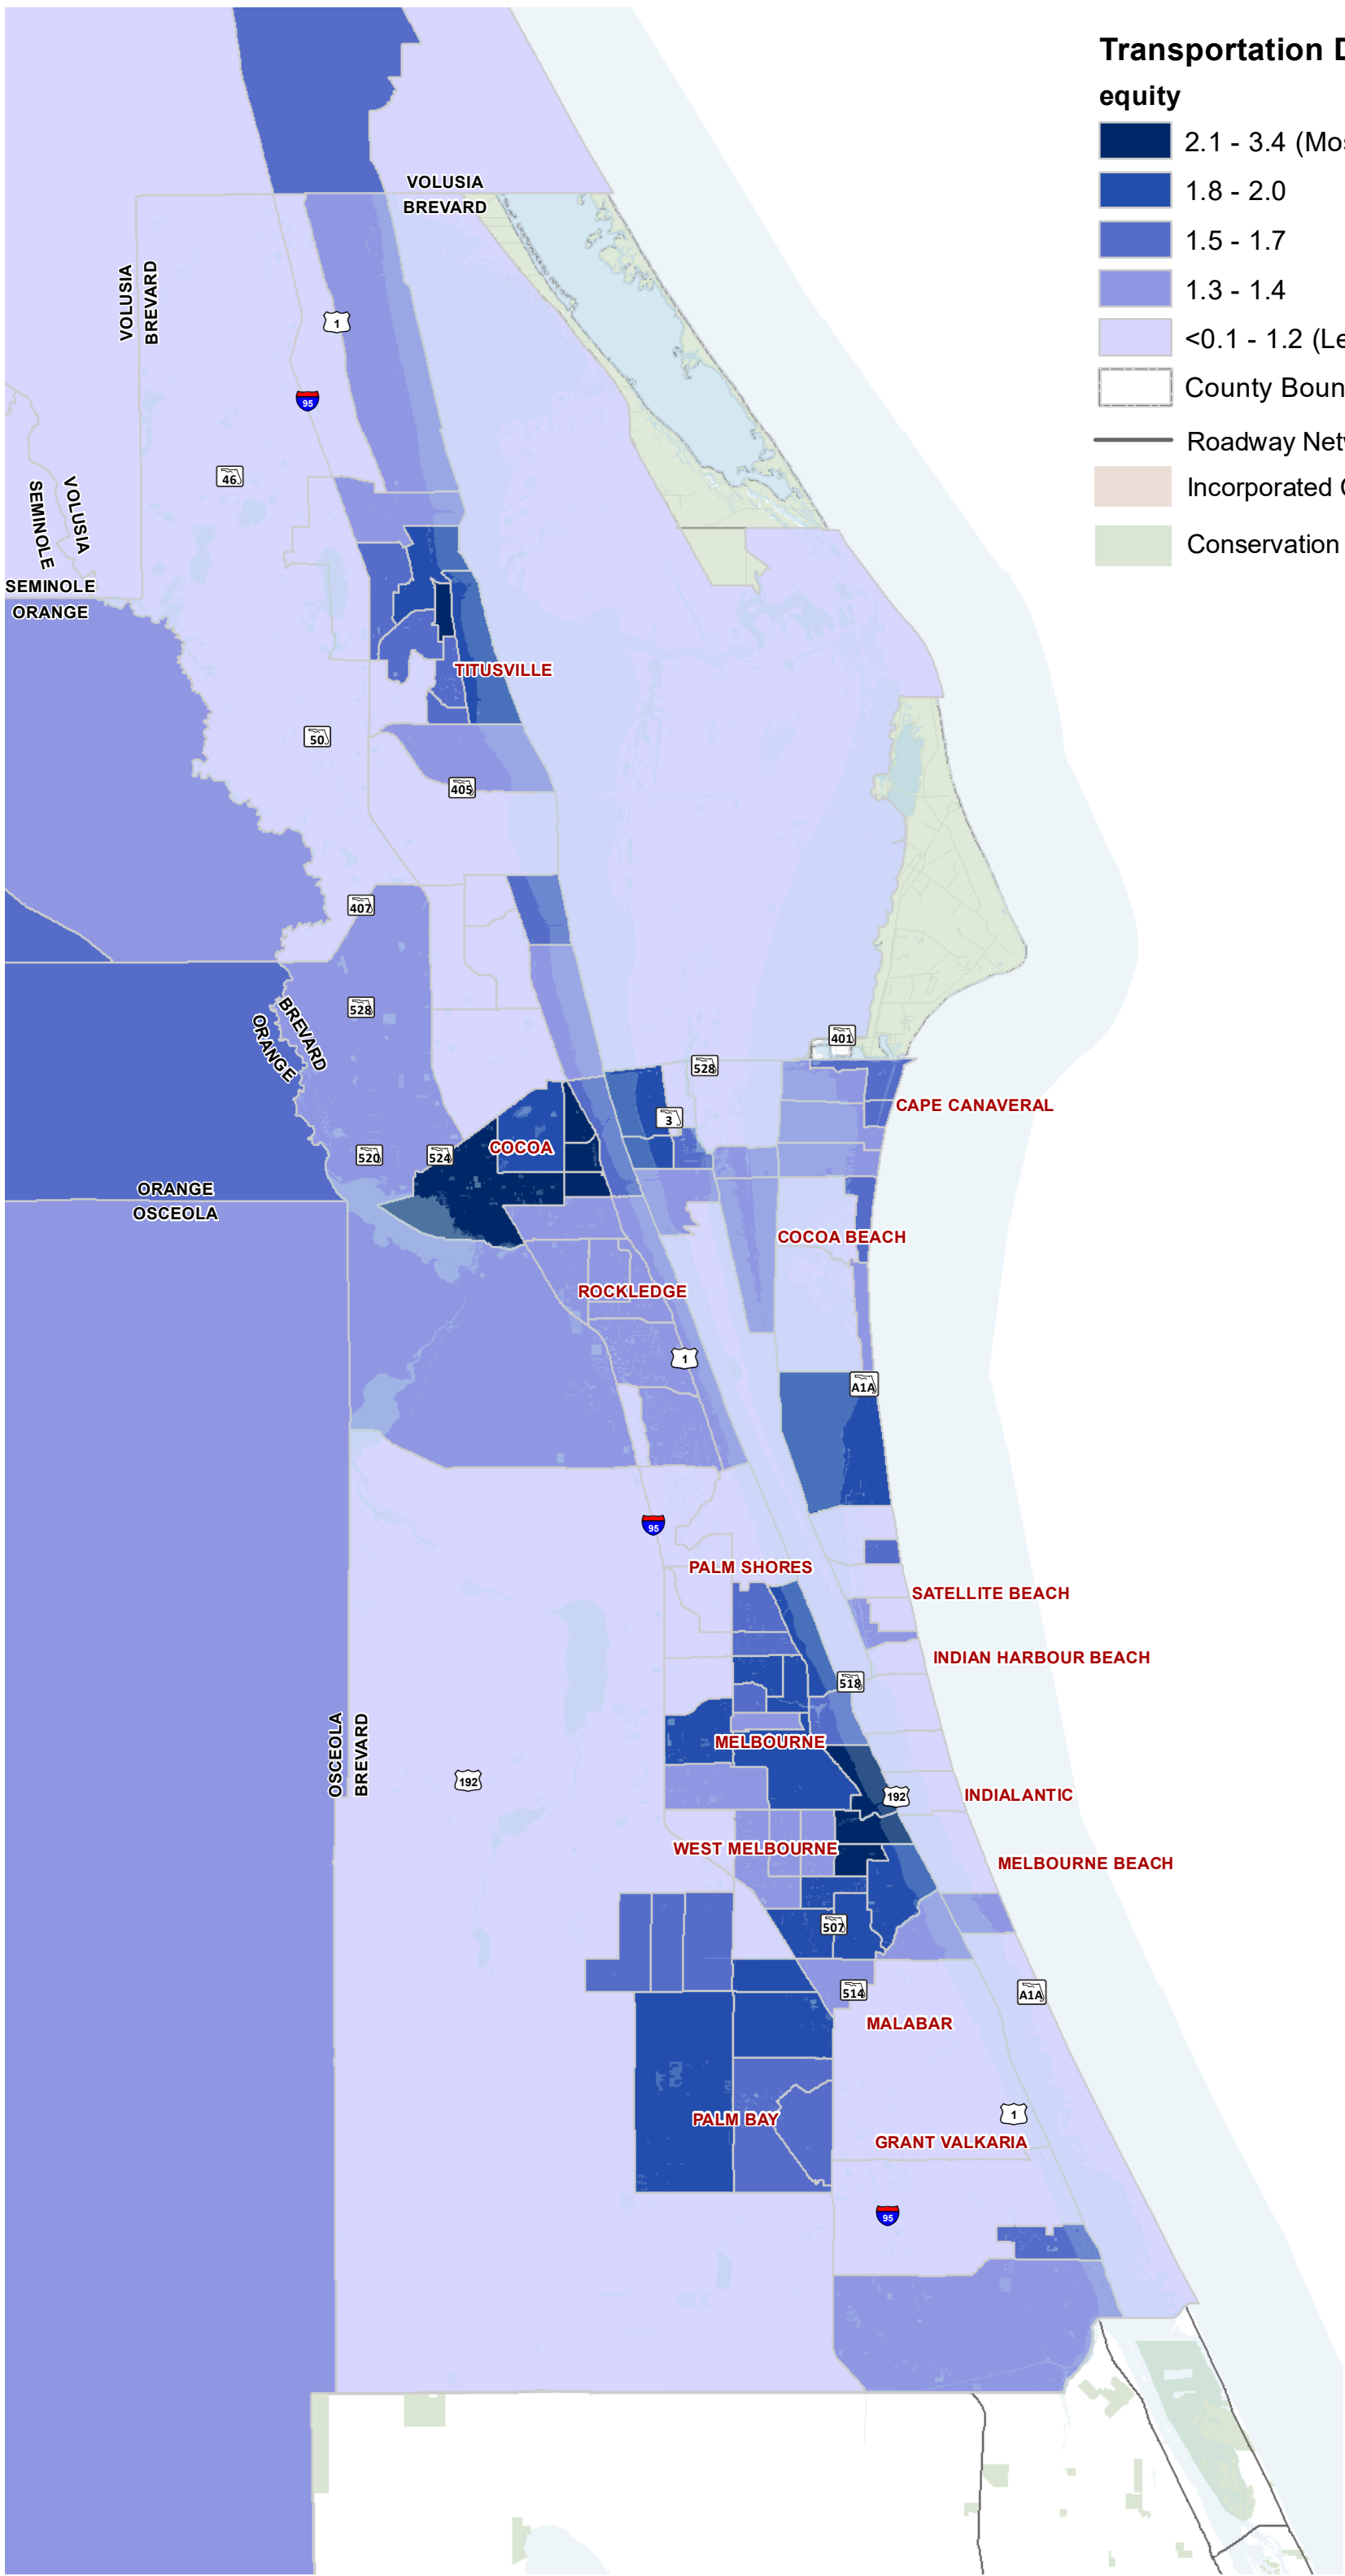 Transportation D
equity
2.1 - 3.4 (Mos
1.8 - 2.0
1.5 - 1.7
1.3 - 1.4
<0.1 - 1.2 (Le
County Boun
Roadway Net
Incorporated C
Conservation
VOLUSIA
BREVARD
VOLUSIA
BREVARD
1
95
46
VOLUSIA
SEMINOLE
SEMINOLE
ORANGE
TITUSVILLE
50
405
407
528
BREVARD
ORANGE
401
528
3
CAPE CANAVERAL
COCOA
520
524
ORANGE
OSCEOLA
COCOA BEACH
ROCKLEDGE
1
A1A
95
PALM SHORES
SATELLITE BEACH
INDIAN HARBOUR BEACH
518
OSCEOLA
BREVARD
MELBOURNE
192
192
INDIALANTIC
WEST MELBOURNE
MELBOURNE BEACH
507
514
A1A
MALABAR
PALM BAY
1
GRANT VALKARIA
95